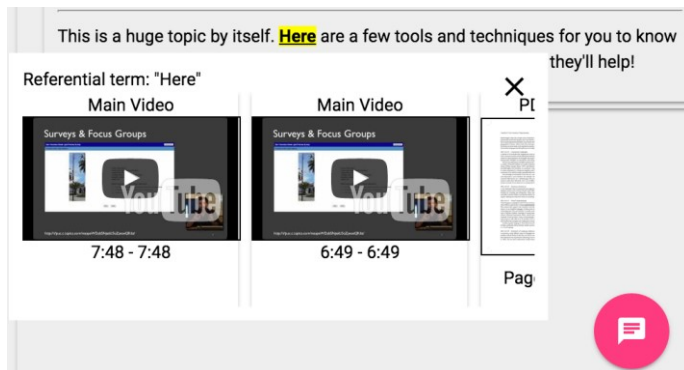 This is a huge topic by itself. Here are a few tools and techniques for you to know
they'll help!
Referential term: "Here"
Main Video
Main Video
Surveys & Focus Groups
Surveys & Focus Groups
YouTube
YouTube
7:48 - 7:48
6:49 - 6:49
Pag